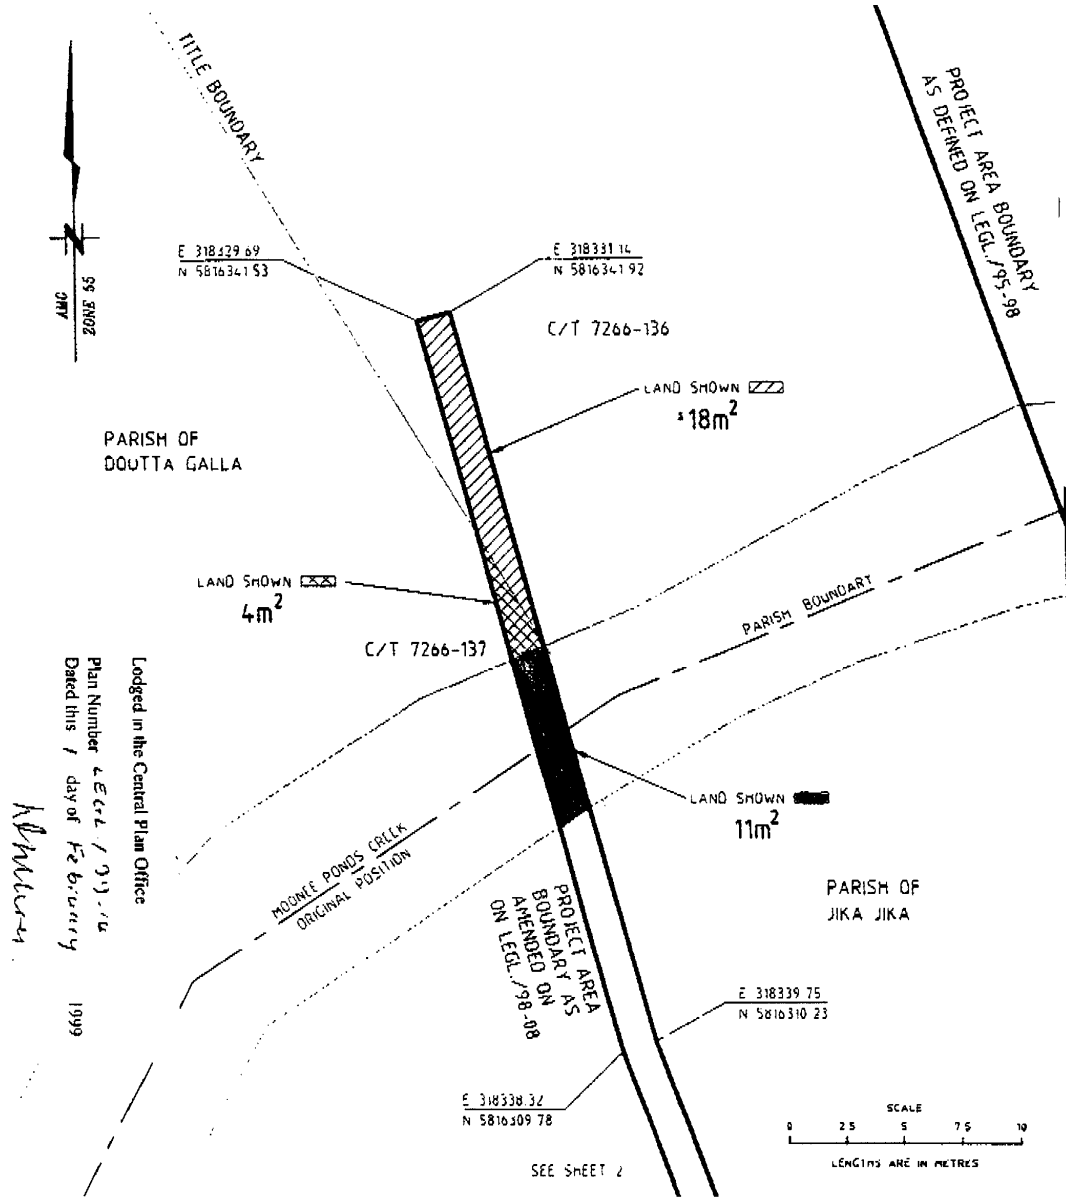 TITLE BOUNDARY
PROJECT AREA BOUNDARY
AS DEFINED ON LEGL./95-98
ZONE 55
AMG
E 318329.69
N 5816341.53
E 318331.14
N 5816341.92
C/T 7266-136
LAND SHOWN
18m²
PARISH OF
DOUTTA GALLA
LAND SHOWN
4m²
C/T 7266-137
PARISH BOUNDARY
LAND SHOWN
11m²
MOONEE PONDS CREEK
ORIGINAL POSITION
PARISH OF
JIKA JIKA
PROJECT AREA
BOUNDARY AS
AMENDED ON
ON LEGL./98-08
E 318339.75
N 5816310.23
E 318338.32
N 5816309.78
SEE SHEET 2
SCALE
0 2.5 5 7.5 10
LENGTHS ARE IN METRES
Lodged in the Central Plan Office
Plan Number LEGL /
Dated this 1 day of February 1999